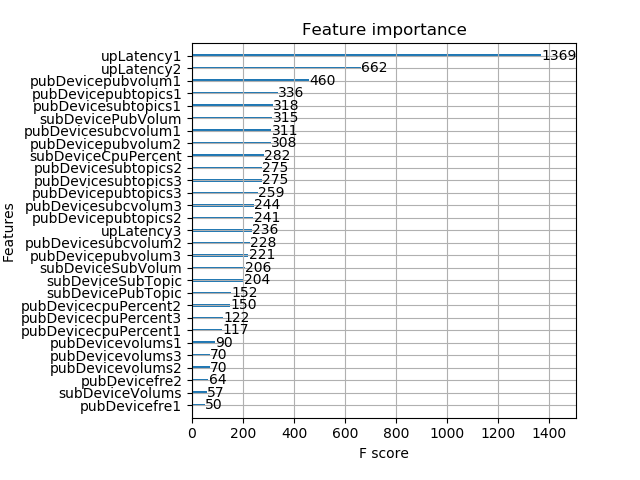 Feature importance
Features
upLatency1 1369
upLatency2 662
pubDevicepubvolum1 460
pubDevicepubtopics1 336
pubDevicesubtopics1 318
subDevicePubVolum 315
pubDevicesubcvolum1 311
pubDevicepubvolum2 308
subDeviceCpuPercent 282
pubDevicesubtopics2 275
pubDevicesubtopics3 275
pubDevicepubtopics3 259
pubDevicesubcvolum3 244
pubDevicepubtopics2 241
upLatency3 236
pubDevicesubcvolum2 228
pubDevicepubvolum3 221
subDeviceSubVolum 206
subDeviceSubTopic 204
subDevicePubTopic 152
pubDevicecpuPercent2 150
pubDevicecpuPercent3 122
pubDevicecpuPercent1 117
pubDevicevolums1 90
pubDevicevolums3 70
pubDevicevolums2 70
pubDevicefre2 64
subDeviceVolums 57
pubDevicefre1 50
0 200 400 600 800 1000 1200 1400
F score